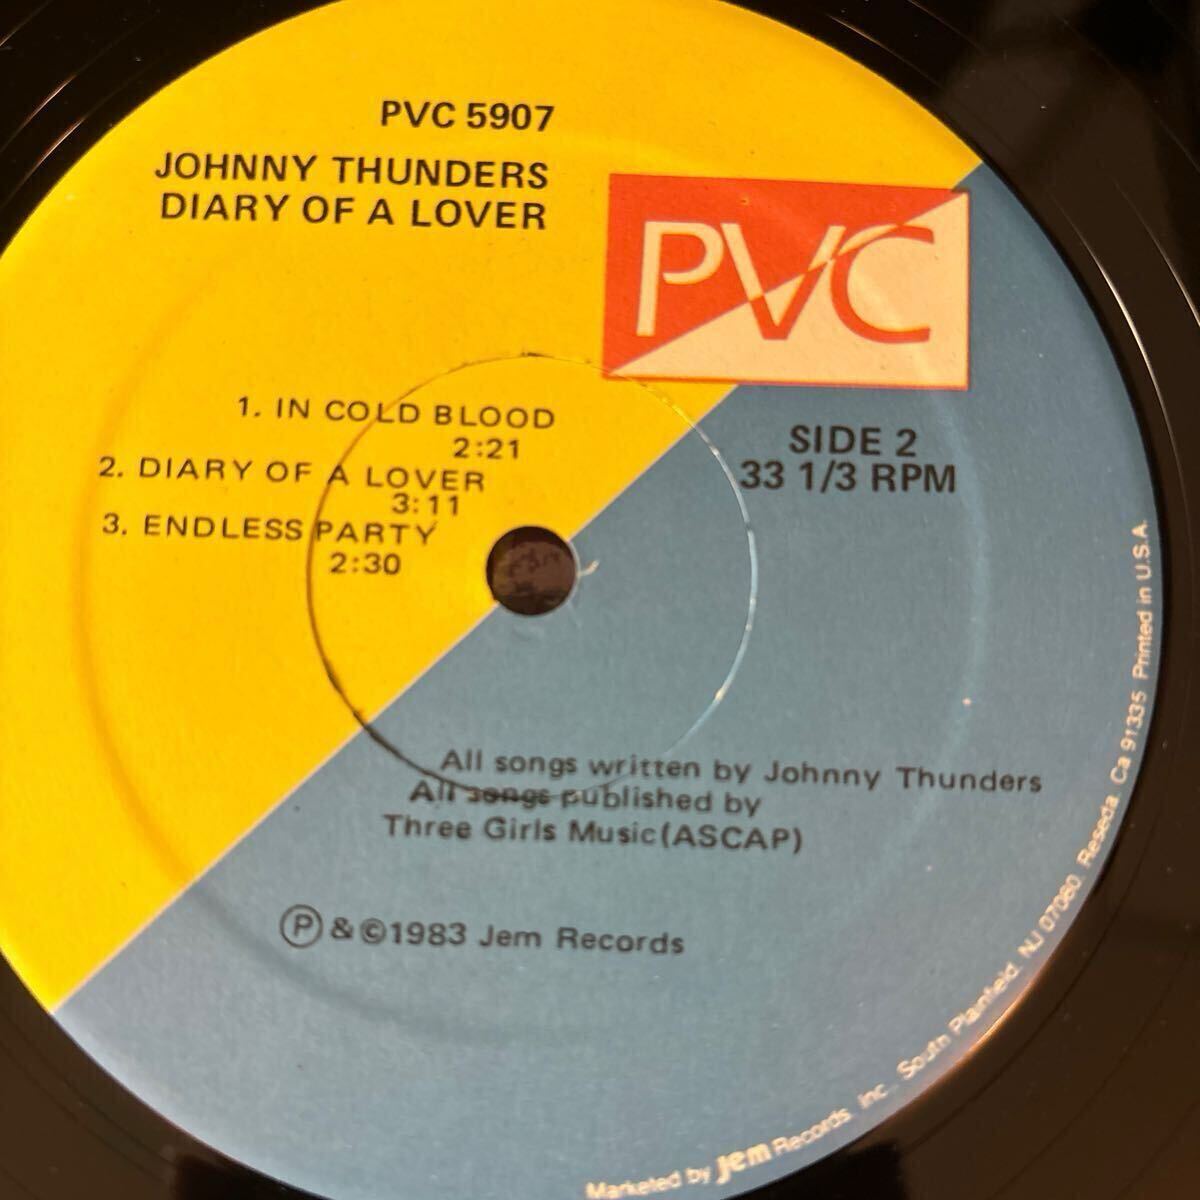 PVC 5907
JOHNNY THUNDERS
DIARY OF A LOVER
PVC
SIDE 2
33 1/3 RPM
1. IN COLD BLOOD
2:21
2. DIARY OF A LOVER
3:11
3. ENDLESS PARTY
2:30
All songs written by Johnny Thunders
All songs published by
Three Girls Music(ASCAP)
Ⓟ & ©1983 Jem Records
Marketed by Jem Records Inc. South Plainfield, NJ 07080 Reseda, Ca 91335 Printed in U.S.A.